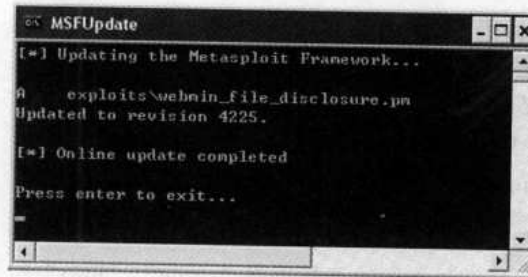 MSFUpdate
[*] Updating the Metasploit Framework...
A exploits\webmin_file_disclosure.pm
Updated to revision 4225.
[*] Online update completed
Press enter to exit...